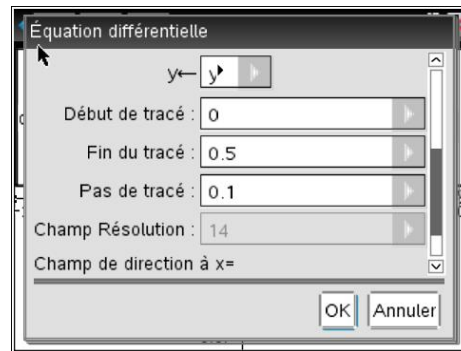 Équation différentielle
y← y
Début de tracé : 0
Fin du tracé : 0.5
Pas de tracé : 0.1
Champ Résolution : 14
Champ de direction à x=
OK Annuler